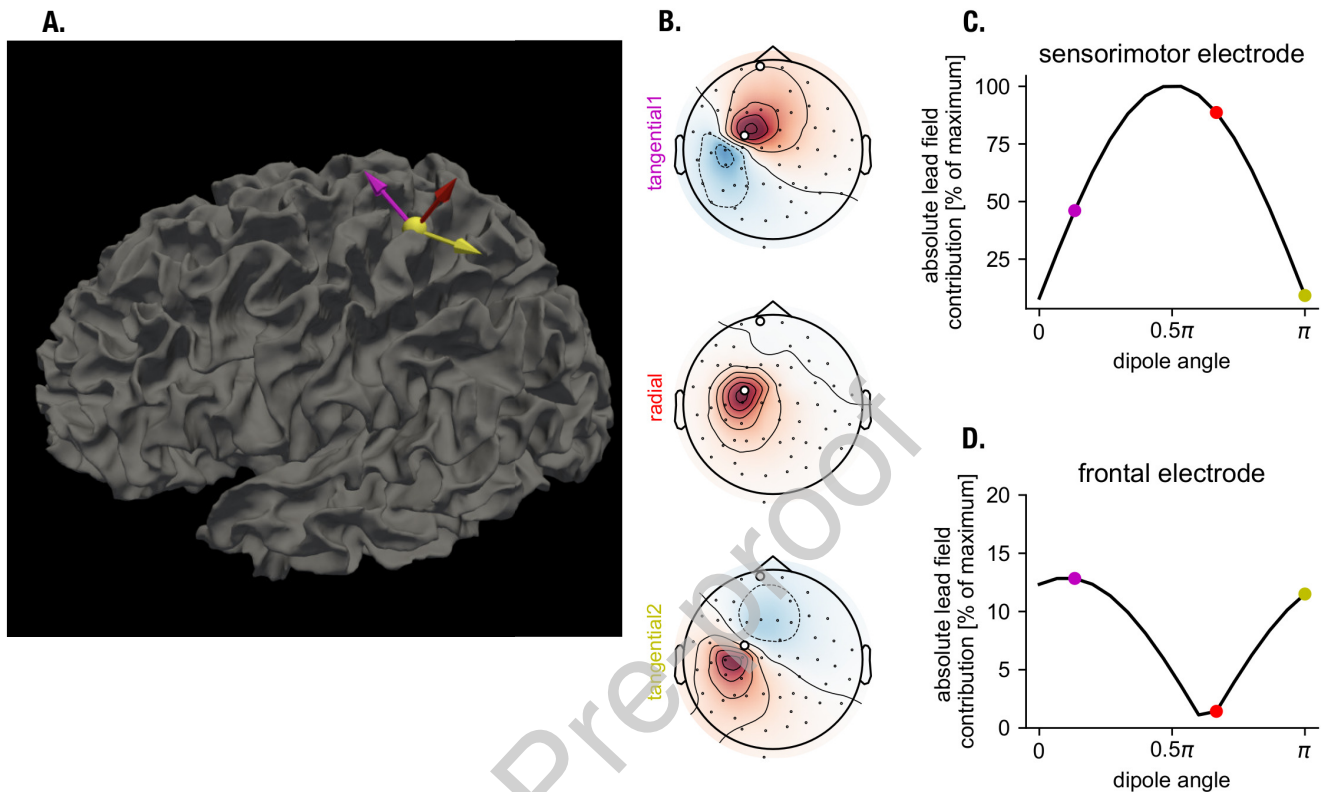 A.
B.
tangential1
radial
tangential2
C.
sensorimotor electrode
absolute lead field
contribution [% of maximum]
100
75
50
25
0
0.5π
π
dipole angle
D.
frontal electrode
absolute lead field
contribution [% of maximum]
20
15
10
5
0
0
0.5π
π
dipole angle
Pre-proof